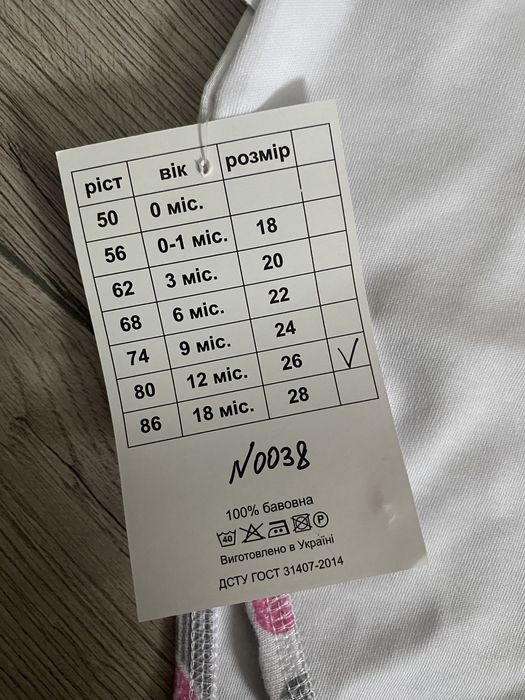 ріст вік розмір
50 0 міс.
56 0-1 міс. 18
62 3 міс. 20
68 6 міс. 22
74 9 міс. 24
80 12 міс. 26 ✓
86 18 міс. 28
N0038
100% бавовна
40 P
Виготовлено в Україні
ДСТУ ГОСТ 31407-2014